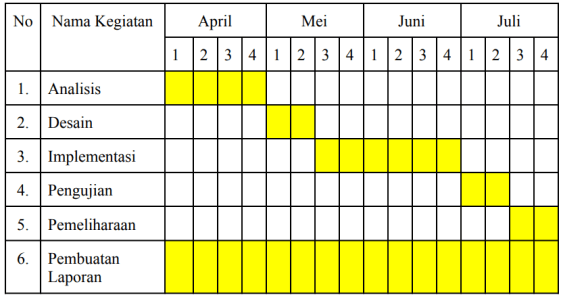 No Nama Kegiatan April Mei Juni Juli
1 2 3 4 1 2 3 4 1 2 3 4 1 2 3 4
1. Analisis
2. Desain
3. Implementasi
4. Pengujian
5. Pemeliharaan
6. Pembuatan
Laporan